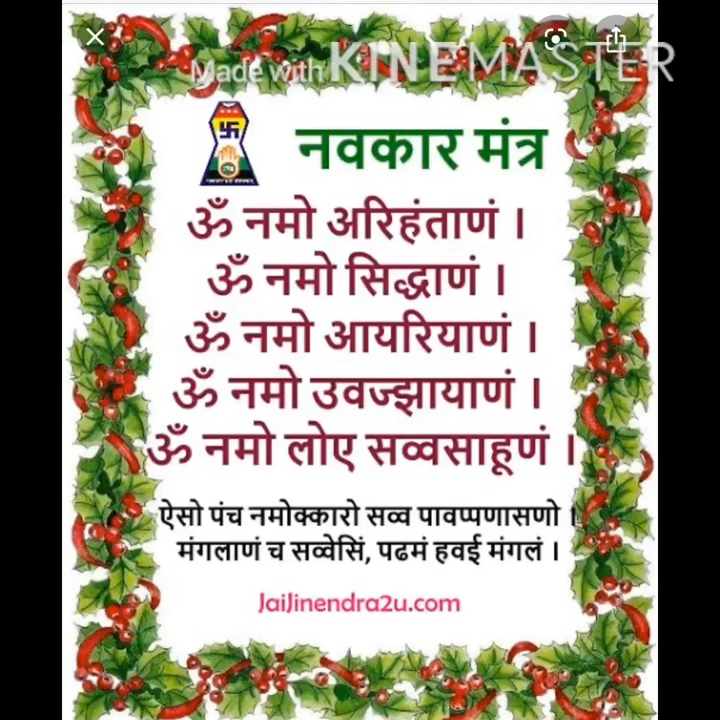 Made with KINEMASTER
नवकार मंत्र
ॐ नमो अरिहंताणं ।
ॐ नमो सिद्धाणं ।
ॐ नमो आयरियाणं ।
ॐ नमो उवज्झायाणं ।
ॐ नमो लोए सव्वसाहूणं ।
ऐसो पंच नमोक्कारो सव्व पावप्पणासणो ।
मंगलाणं च सव्वेसिं, पढमं हवई मंगलं ।
JaiJinendra2u.com